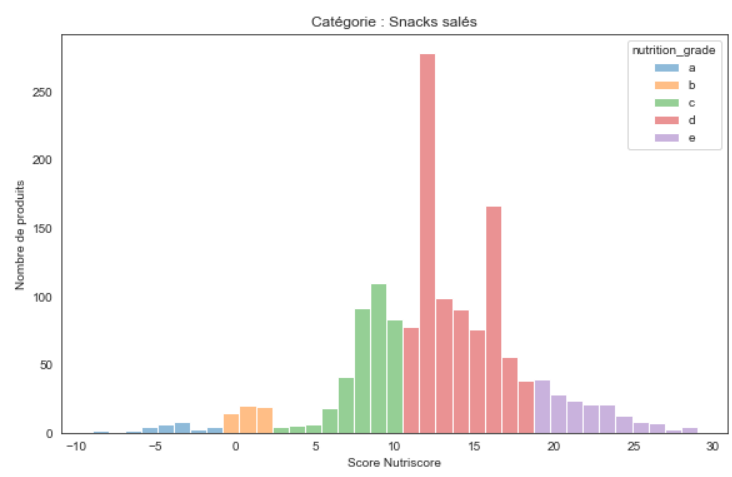 Catégorie : Snacks salés
nutrition_grade
a
b
c
d
e
Nombre de produits
250
200
150
100
50
0
−10
−5
0
5
10
15
20
25
30
Score Nutriscore